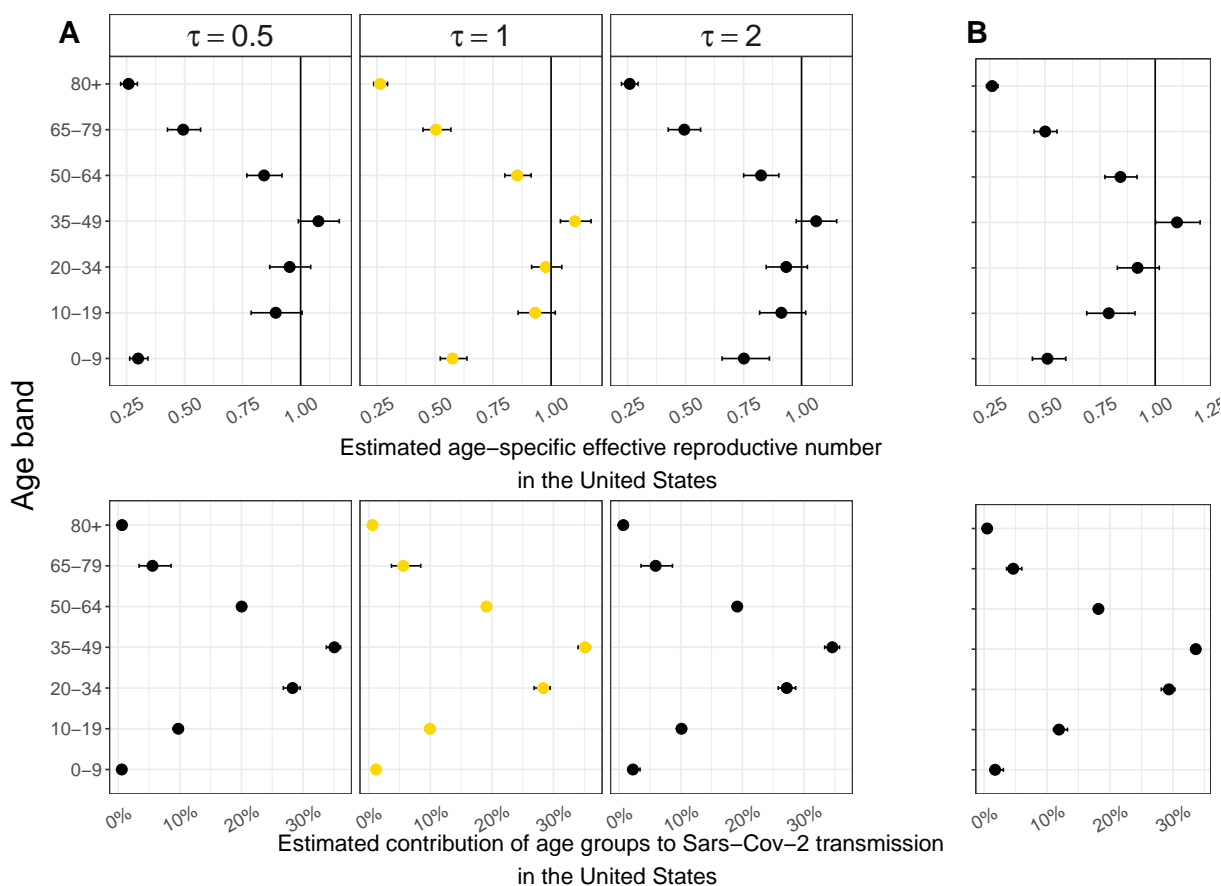 A
B
τ = 0.5
τ = 1
τ = 2
80+
65−79
50−64
35−49
20−34
10−19
0−9
0.25 0.50 0.75 1.00
0.25 0.50 0.75 1.00
0.25 0.50 0.75 1.00
0.25 0.50 0.75 1.00 1.25
Estimated age−specific effective reproductive number
in the United States
Age band
80+
65−79
50−64
35−49
20−34
10−19
0−9
0% 10% 20% 30%
0% 10% 20% 30%
0% 10% 20% 30%
0% 10% 20% 30%
Estimated contribution of age groups to Sars−Cov−2 transmission
in the United States